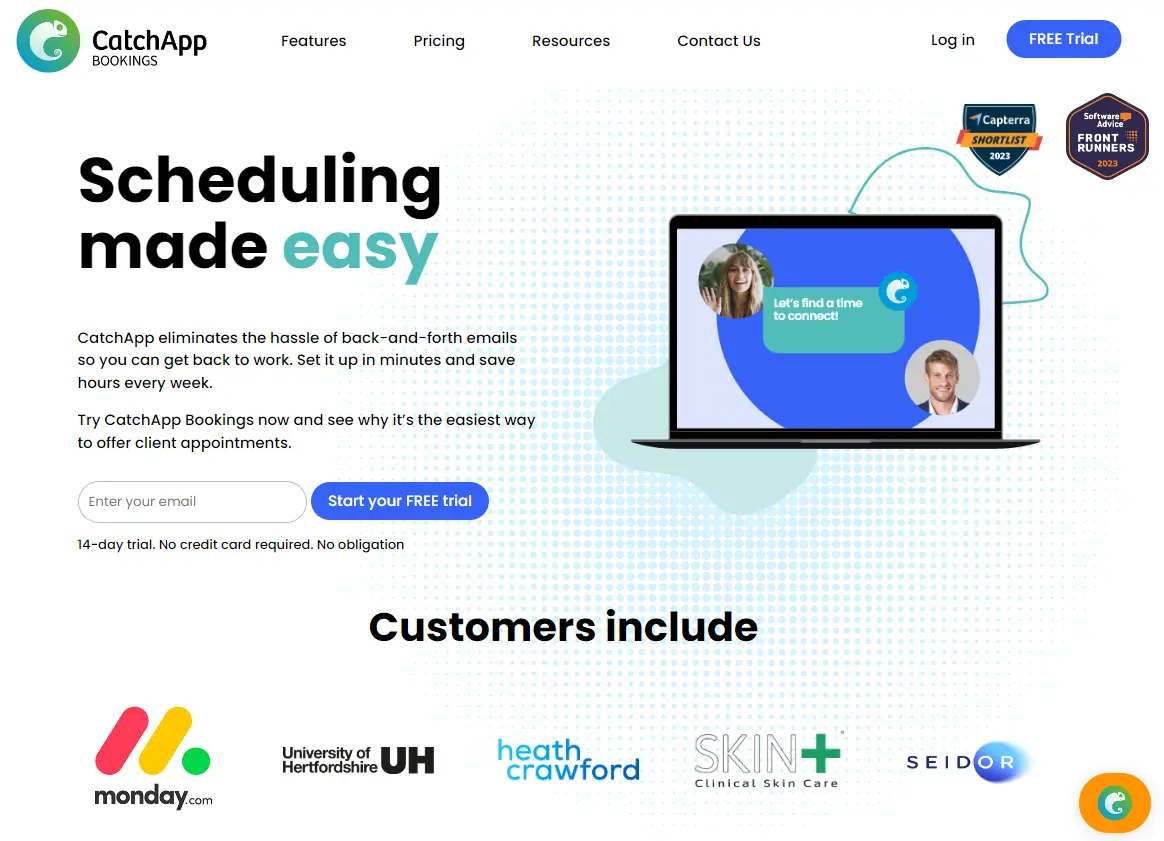 CatchApp
BOOKINGS
Features
Pricing
Resources
Contact Us
Log in
FREE Trial
Capterra
SHORTLIST
2023
Software
Advice
FRONT
RUNNERS
2023
Scheduling
made easy
Let's find a time
to connect!
CatchApp eliminates the hassle of back-and-forth emails
so you can get back to work. Set it up in minutes and save
hours every week.
Try CatchApp Bookings now and see why it's the easiest way
to offer client appointments.
Enter your email
Start your FREE trial
14-day trial. No credit card required. No obligation
Customers include
monday.com
University of
Hertfordshire UH
heath
crawford
SKIN+
Clinical Skin Care
SEIDOR